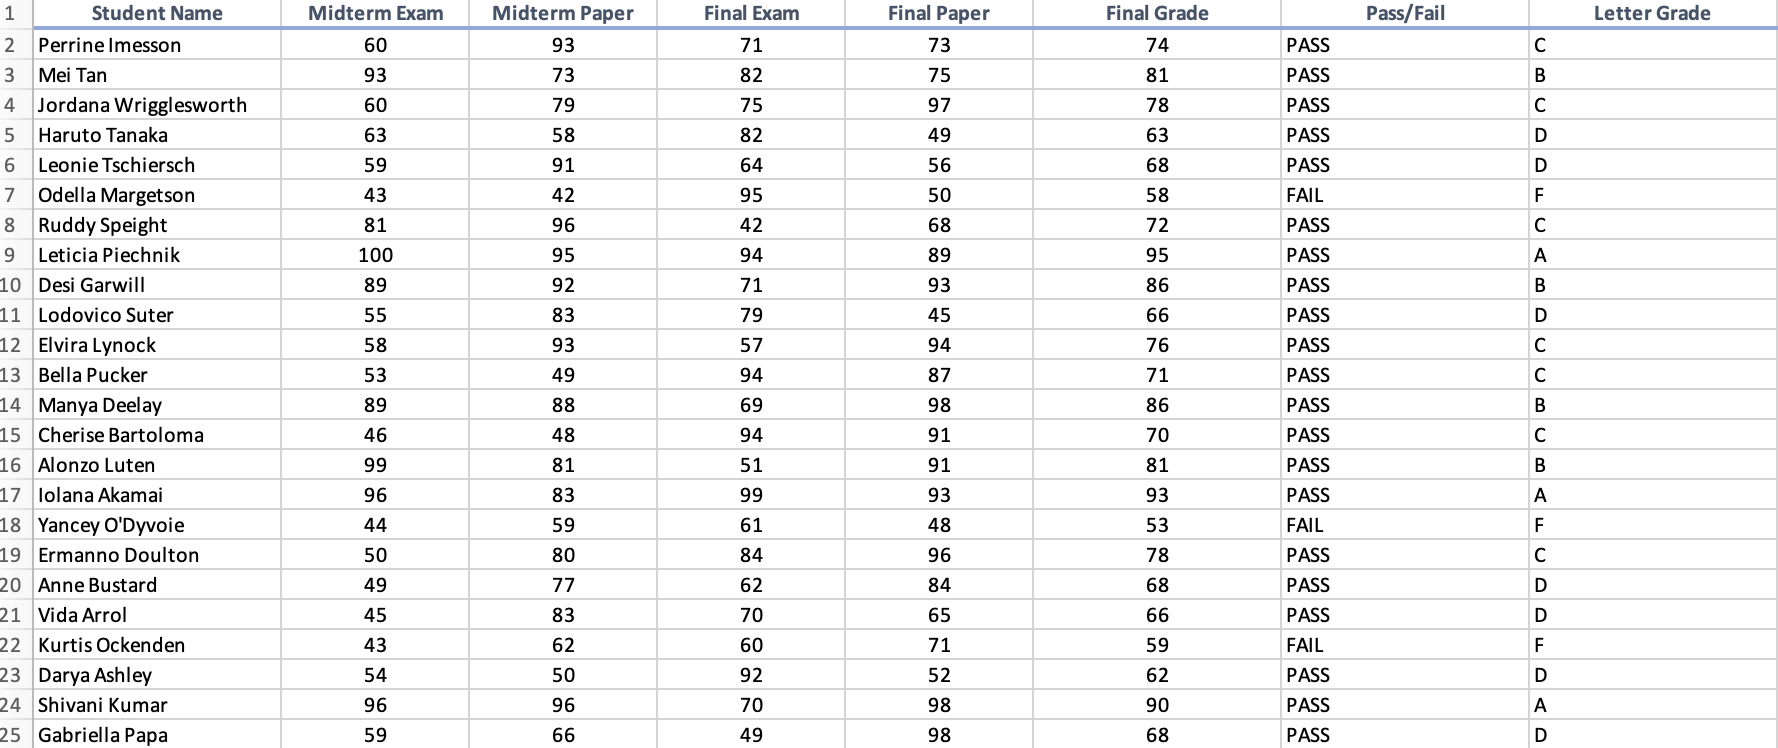 1 Student Name Midterm Exam Midterm Paper Final Exam Final Paper Final Grade Pass/Fail Letter Grade
2 Perrine Imesson 60 93 71 73 74 PASS C
3 Mei Tan 93 73 82 75 81 PASS B
4 Jordana Wrigglesworth 60 79 75 97 78 PASS C
5 Haruto Tanaka 63 58 82 49 63 PASS D
6 Leonie Tschiersch 59 91 64 56 68 PASS D
7 Odella Margetson 43 42 95 50 58 FAIL F
8 Ruddy Speight 81 96 42 68 72 PASS C
9 Leticia Piechnik 100 95 94 89 95 PASS A
10 Desi Garwill 89 92 71 93 86 PASS B
11 Lodovico Suter 55 83 79 45 66 PASS D
12 Elvira Lynock 58 93 57 94 76 PASS C
13 Bella Pucker 53 49 94 87 71 PASS C
14 Manya Deelay 89 88 69 98 86 PASS B
15 Cherise Bartoloma 46 48 94 91 70 PASS C
16 Alonzo Luten 99 81 51 91 81 PASS B
17 Iolana Akamai 96 83 99 93 93 PASS A
18 Yancey O'Dyvoie 44 59 61 48 53 FAIL F
19 Ermanno Doulton 50 80 84 96 78 PASS C
20 Anne Bustard 49 77 62 84 68 PASS D
21 Vida Arrol 45 83 70 65 66 PASS D
22 Kurtis Ockenden 43 62 60 71 59 FAIL F
23 Darya Ashley 54 50 92 52 62 PASS D
24 Shivani Kumar 96 96 70 98 90 PASS A
25 Gabriella Papa 59 66 49 98 68 PASS D